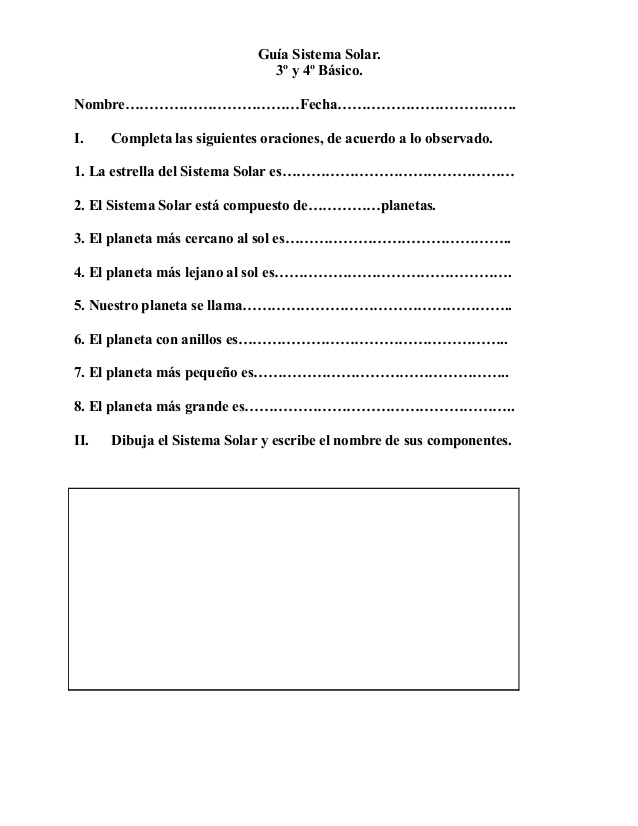 Guía Sistema Solar.
3º y 4º Básico.
Nombre………………………………Fecha……………………………….
I. Completa las siguientes oraciones, de acuerdo a lo observado.
1. La estrella del Sistema Solar es…………………………………………
2. El Sistema Solar está compuesto de……………planetas.
3. El planeta más cercano al sol es………………………………………..
4. El planeta más lejano al sol es………………………………………….
5. Nuestro planeta se llama………………………………………………..
6. El planeta con anillos es………………………………………………..
7. El planeta más pequeño es……………………………………………..
8. El planeta más grande es………………………………………………..
II. Dibuja el Sistema Solar y escribe el nombre de sus componentes.